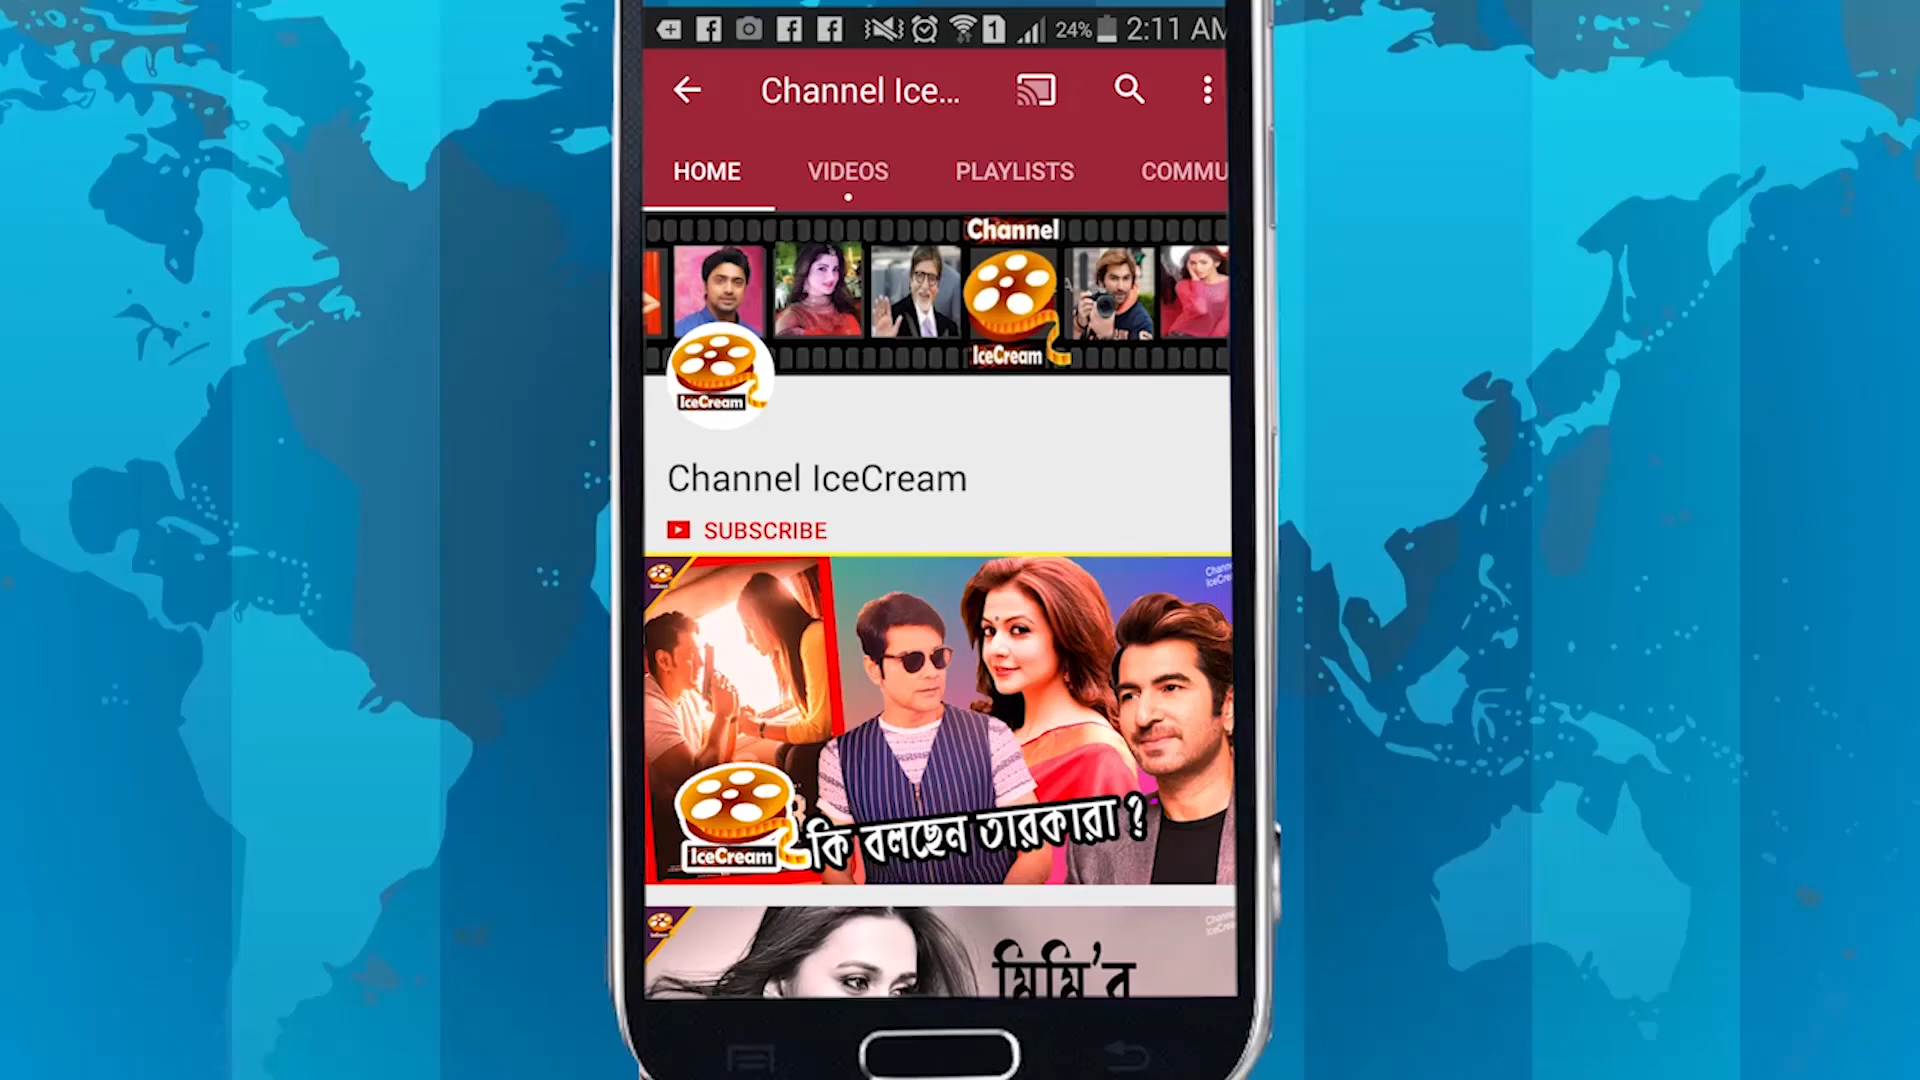 24% 2:11 AM
Channel Ice...
HOME VIDEOS PLAYLISTS COMMU
Channel
IceCream
IceCream
Channel IceCream
SUBSCRIBE
IceCream
কি বলছেন তারকারা ?
মিমি'র